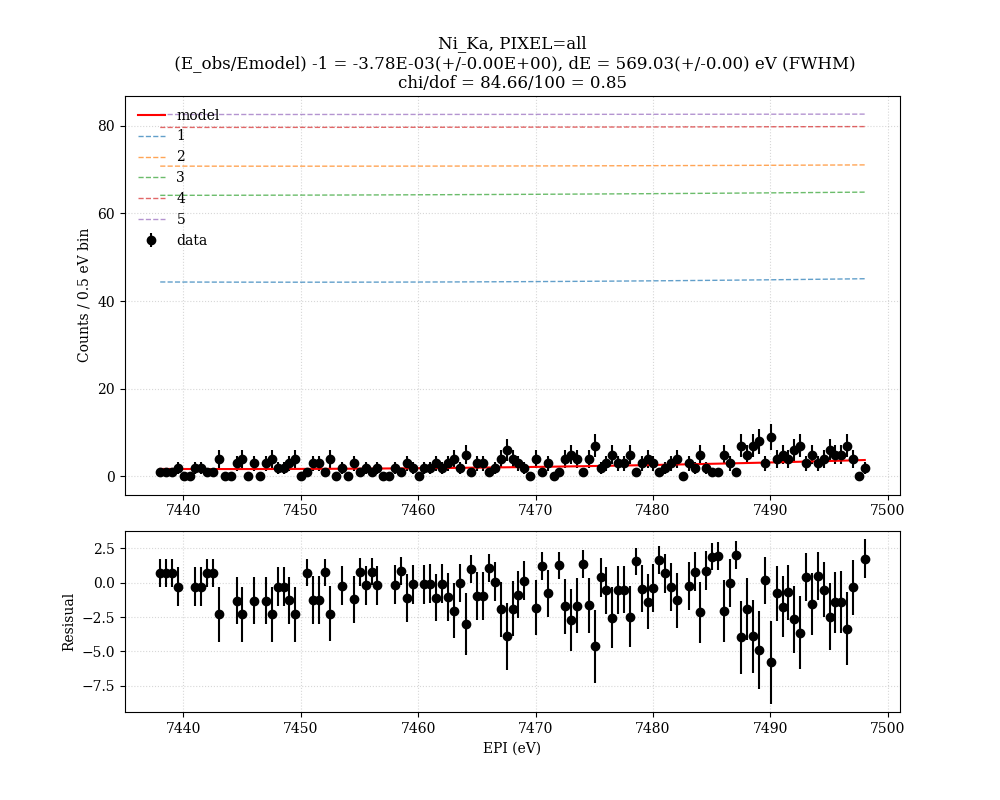 Ni_Ka, PIXEL=all
(E_obs/Emodel) -1 = -3.78E-03(+/-0.00E+00), dE = 569.03(+/-0.00) eV (FWHM)
chi/dof = 84.66/100 = 0.85
model
1
2
3
4
5
data
Counts / 0.5 eV bin
80
60
40
20
0
7440 7450 7460 7470 7480 7490 7500
Resisual
2.5
0.0
−2.5
−5.0
−7.5
7440 7450 7460 7470 7480 7490 7500
EPI (eV)